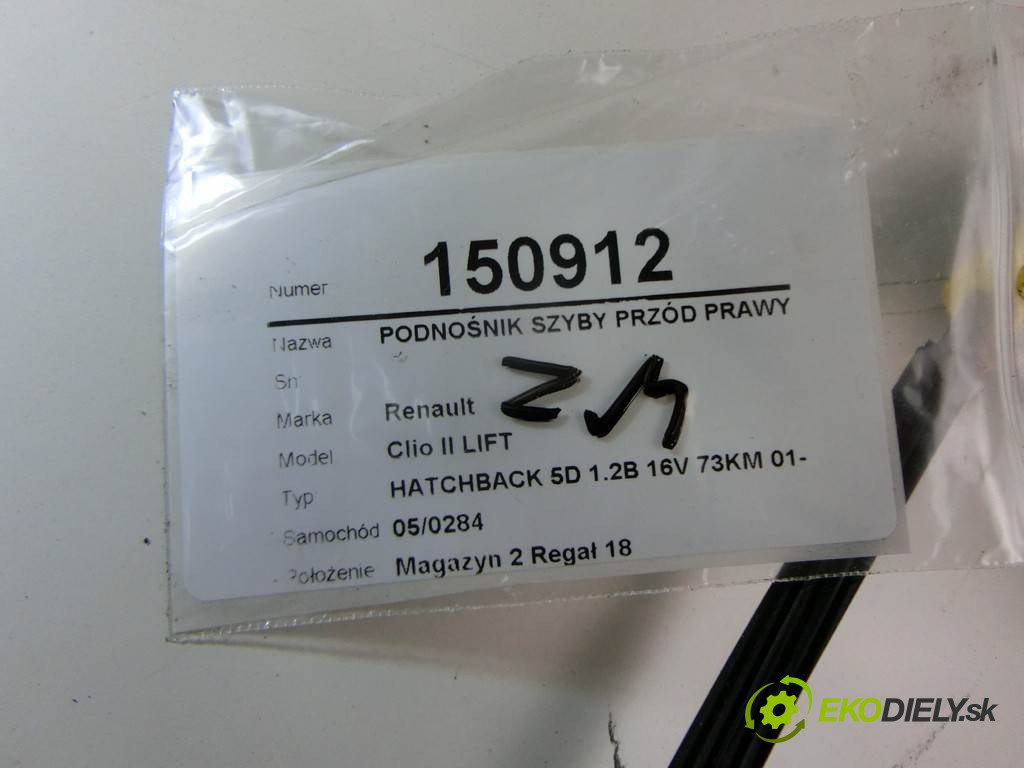 Numer 150912
Nazwa PODNOŚNIK SZYBY PRZÓD PRAWY
Sn
Marka Renault
Model Clio II LIFT
Typ HATCHBACK 5D 1.2B 16V 73KM 01-
Samochód 05/0284
Położenie Magazyn 2 Regał 18
EKODIELY.sk